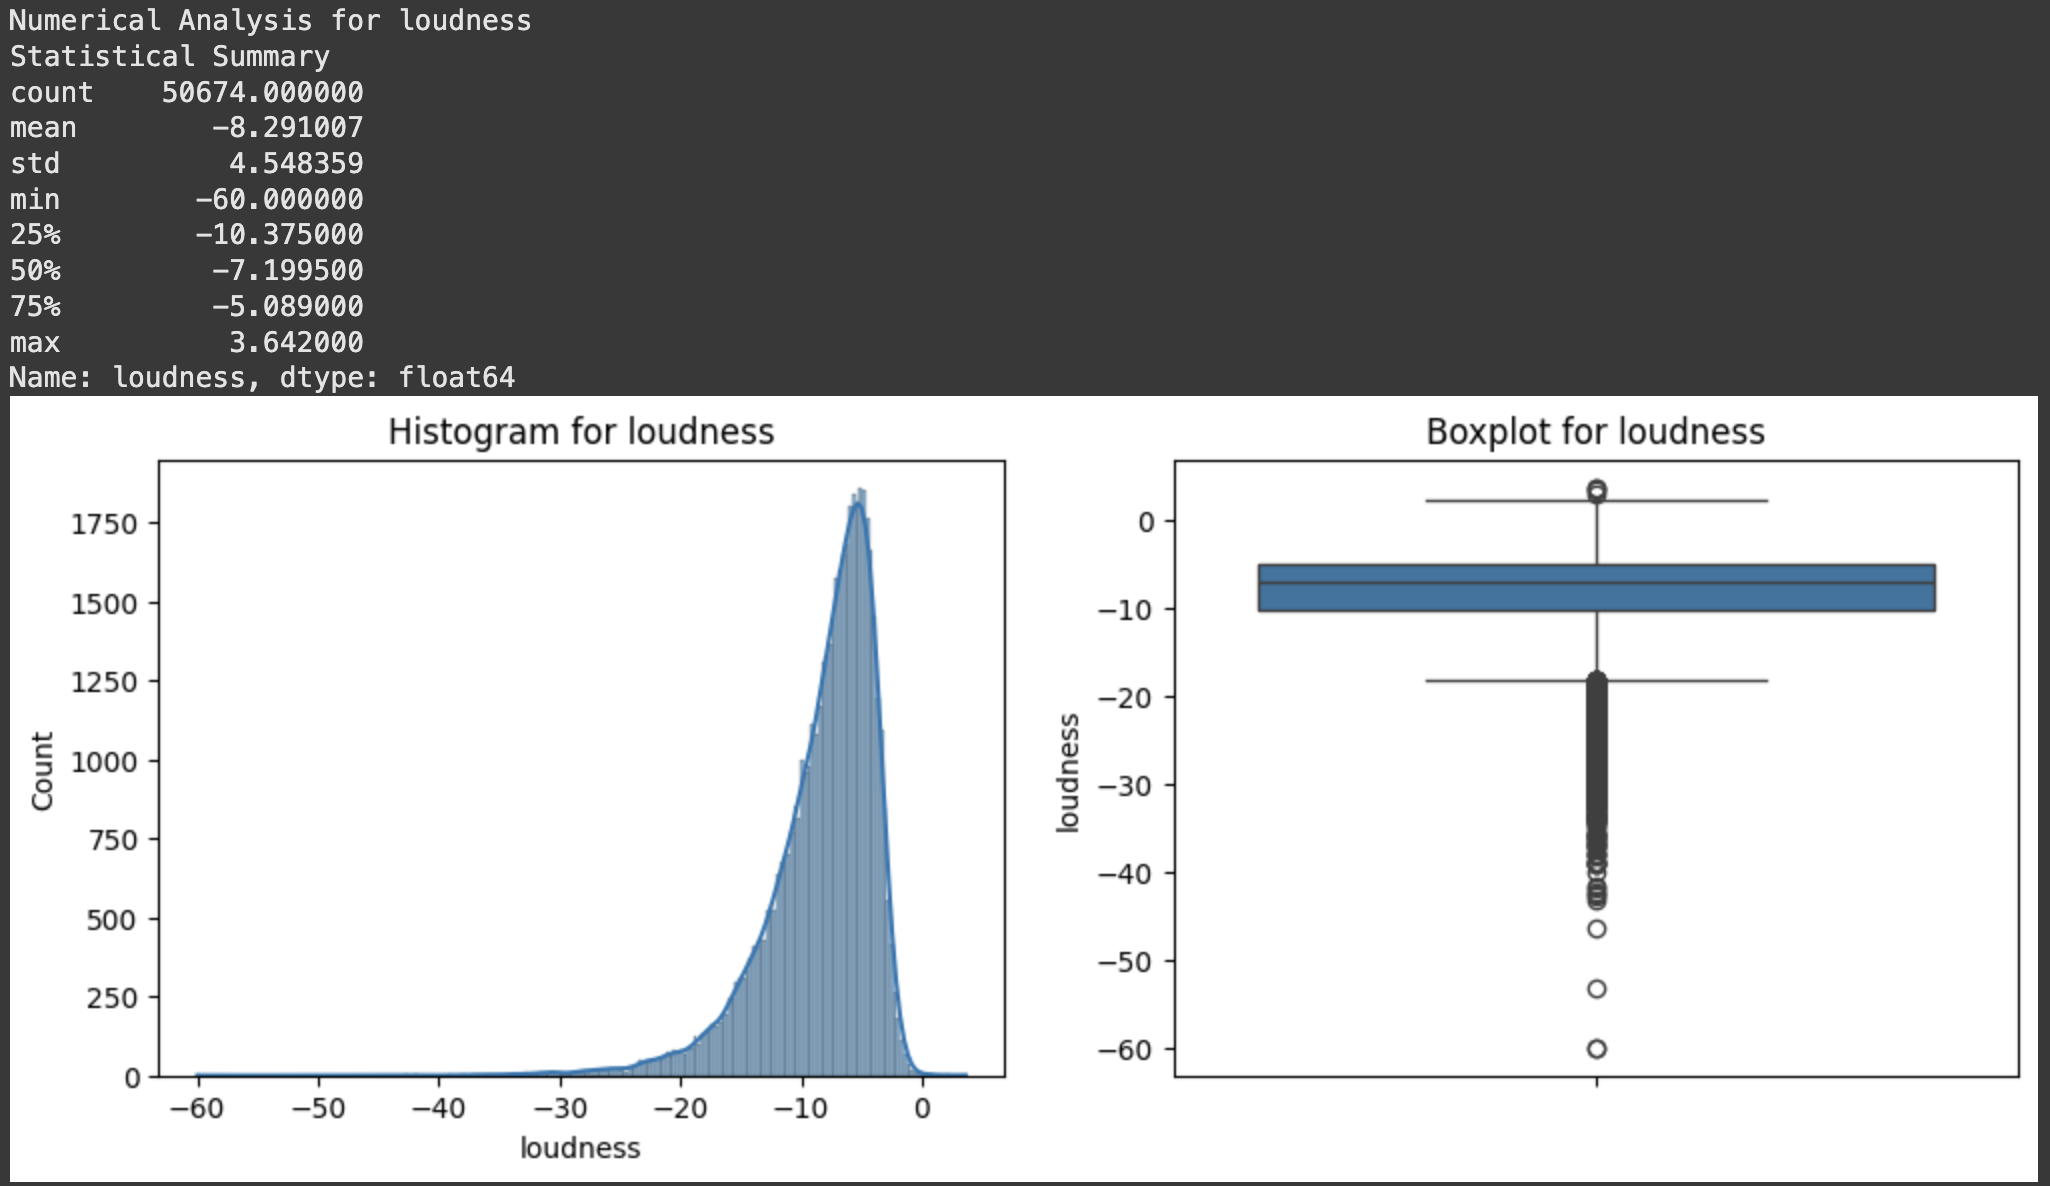 Numerical Analysis for loudness
Statistical Summary
count    50674.000000
mean        -8.291007
std          4.548359
min        -60.000000
25%        -10.375000
50%         -7.199500
75%         -5.089000
max          3.642000
Name: loudness, dtype: float64
Histogram for loudness
1750
1500
1250
1000
750
500
250
0
Count
−60 −50 −40 −30 −20 −10 0
loudness
Boxplot for loudness
0
−10
−20
−30
−40
−50
−60
loudness